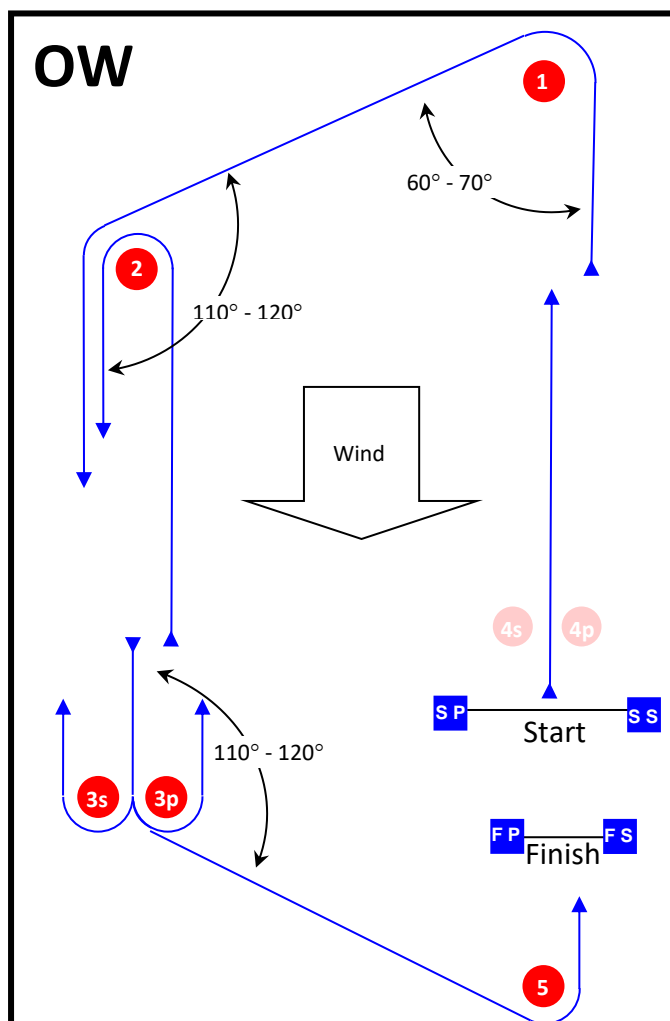 OW
1
60° - 70°
2
110° - 120°
Wind
4s 4p
S P S S
Start
110° - 120°
3s 3p
F P F S
Finish
5